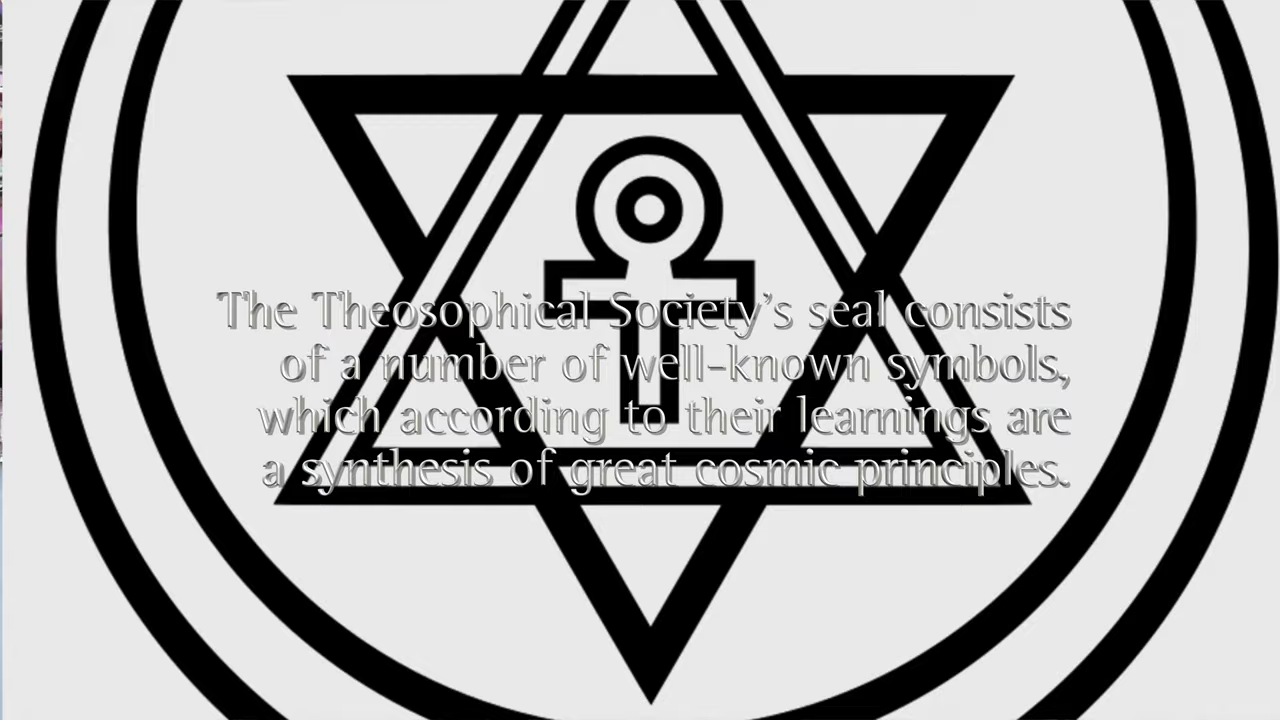 The Theosophical Society’s seal consists
of a number of well-known symbols,
which according to their learnings are
a synthesis of great cosmic principles.